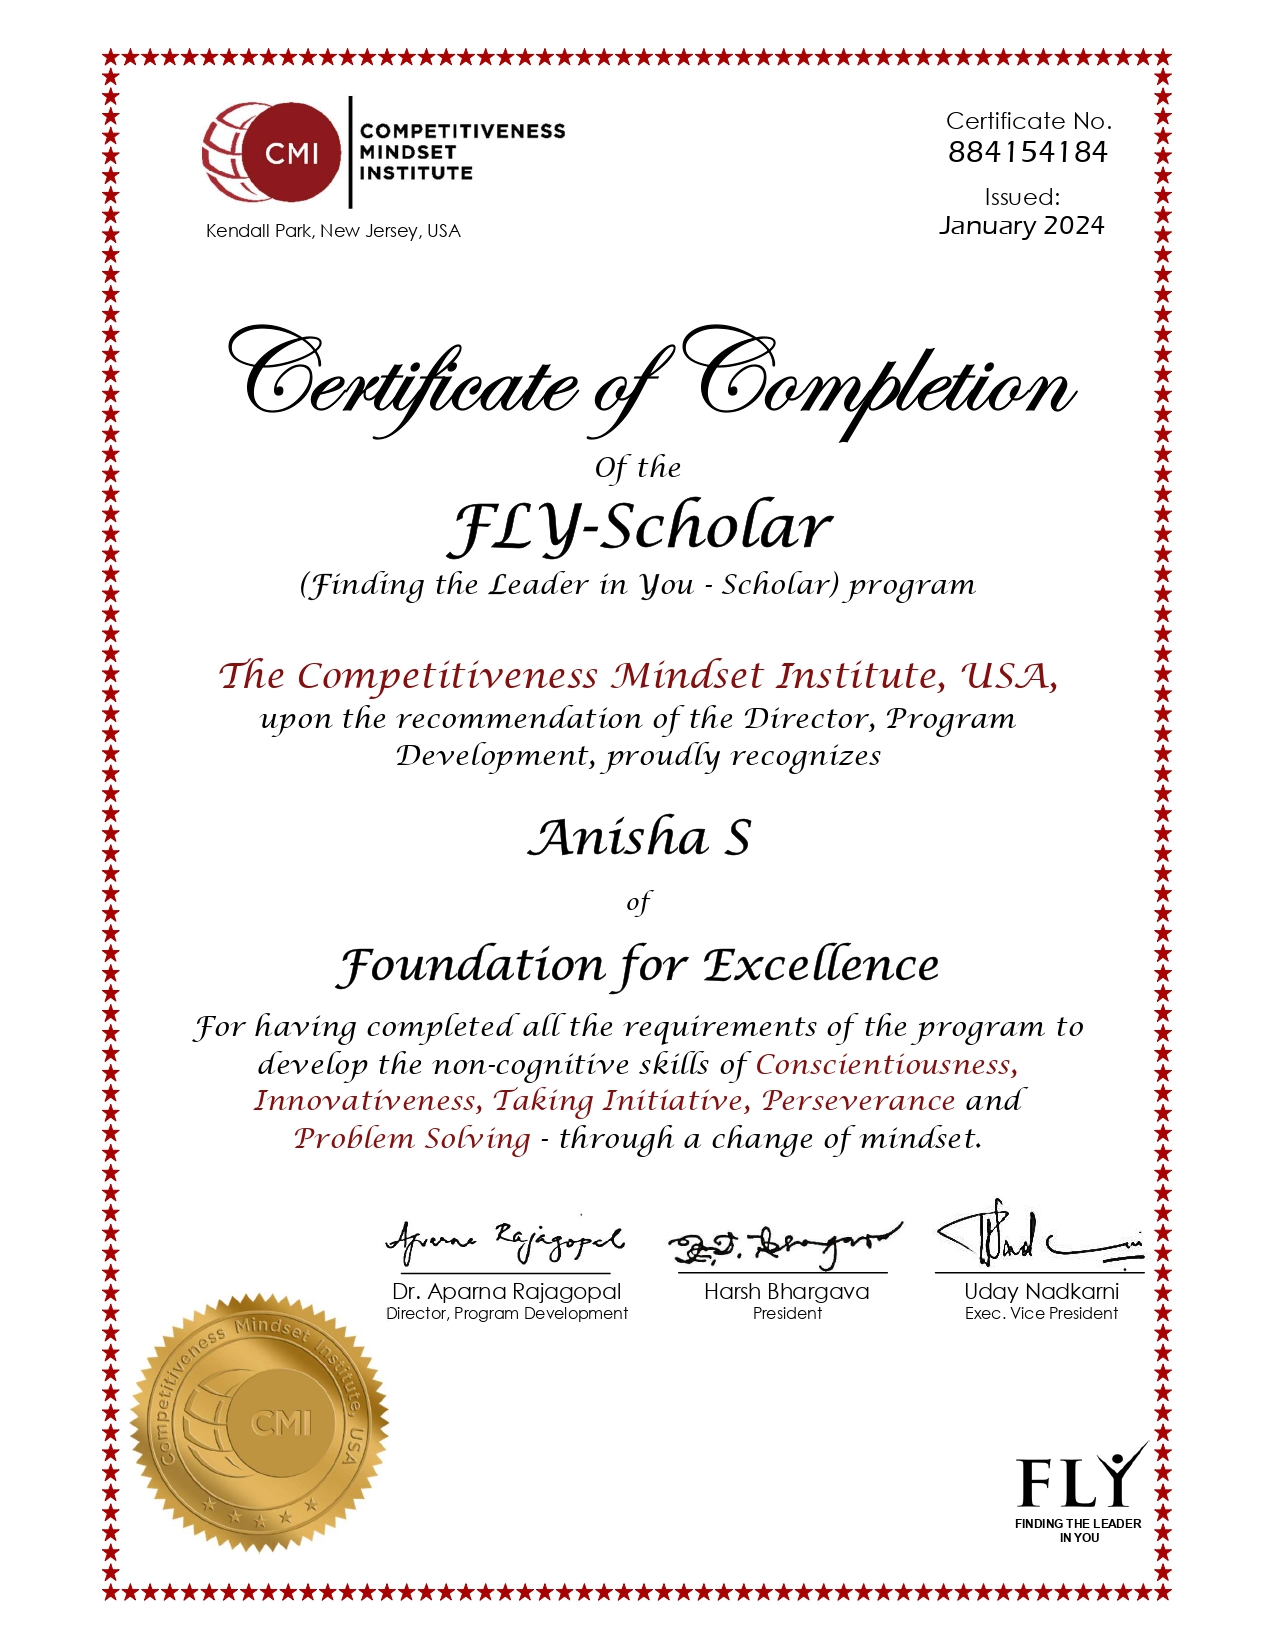 CMI
COMPETITIVENESS
MINDSET
INSTITUTE
Kendall Park, New Jersey, USA
Certificate No.
884154184
Issued:
January 2024
Certificate of Completion
Of the
FLY-Scholar
(Finding the Leader in You - Scholar) program
The Competitiveness Mindset Institute, USA,
upon the recommendation of the Director, Program
Development, proudly recognizes
Anisha S
of
Foundation for Excellence
For having completed all the requirements of the program to
develop the non-cognitive skills of Conscientiousness,
Innovativeness, Taking Initiative, Perseverance and
Problem Solving - through a change of mindset.
Aparna Rajagopal
Dr. Aparna Rajagopal
Director, Program Development
Harsh Bhargava
President
Uday Nadkarni
Exec. Vice President
Competitiveness Mindset Institute, USA
CMI
FLY
FINDING THE LEADER
IN YOU